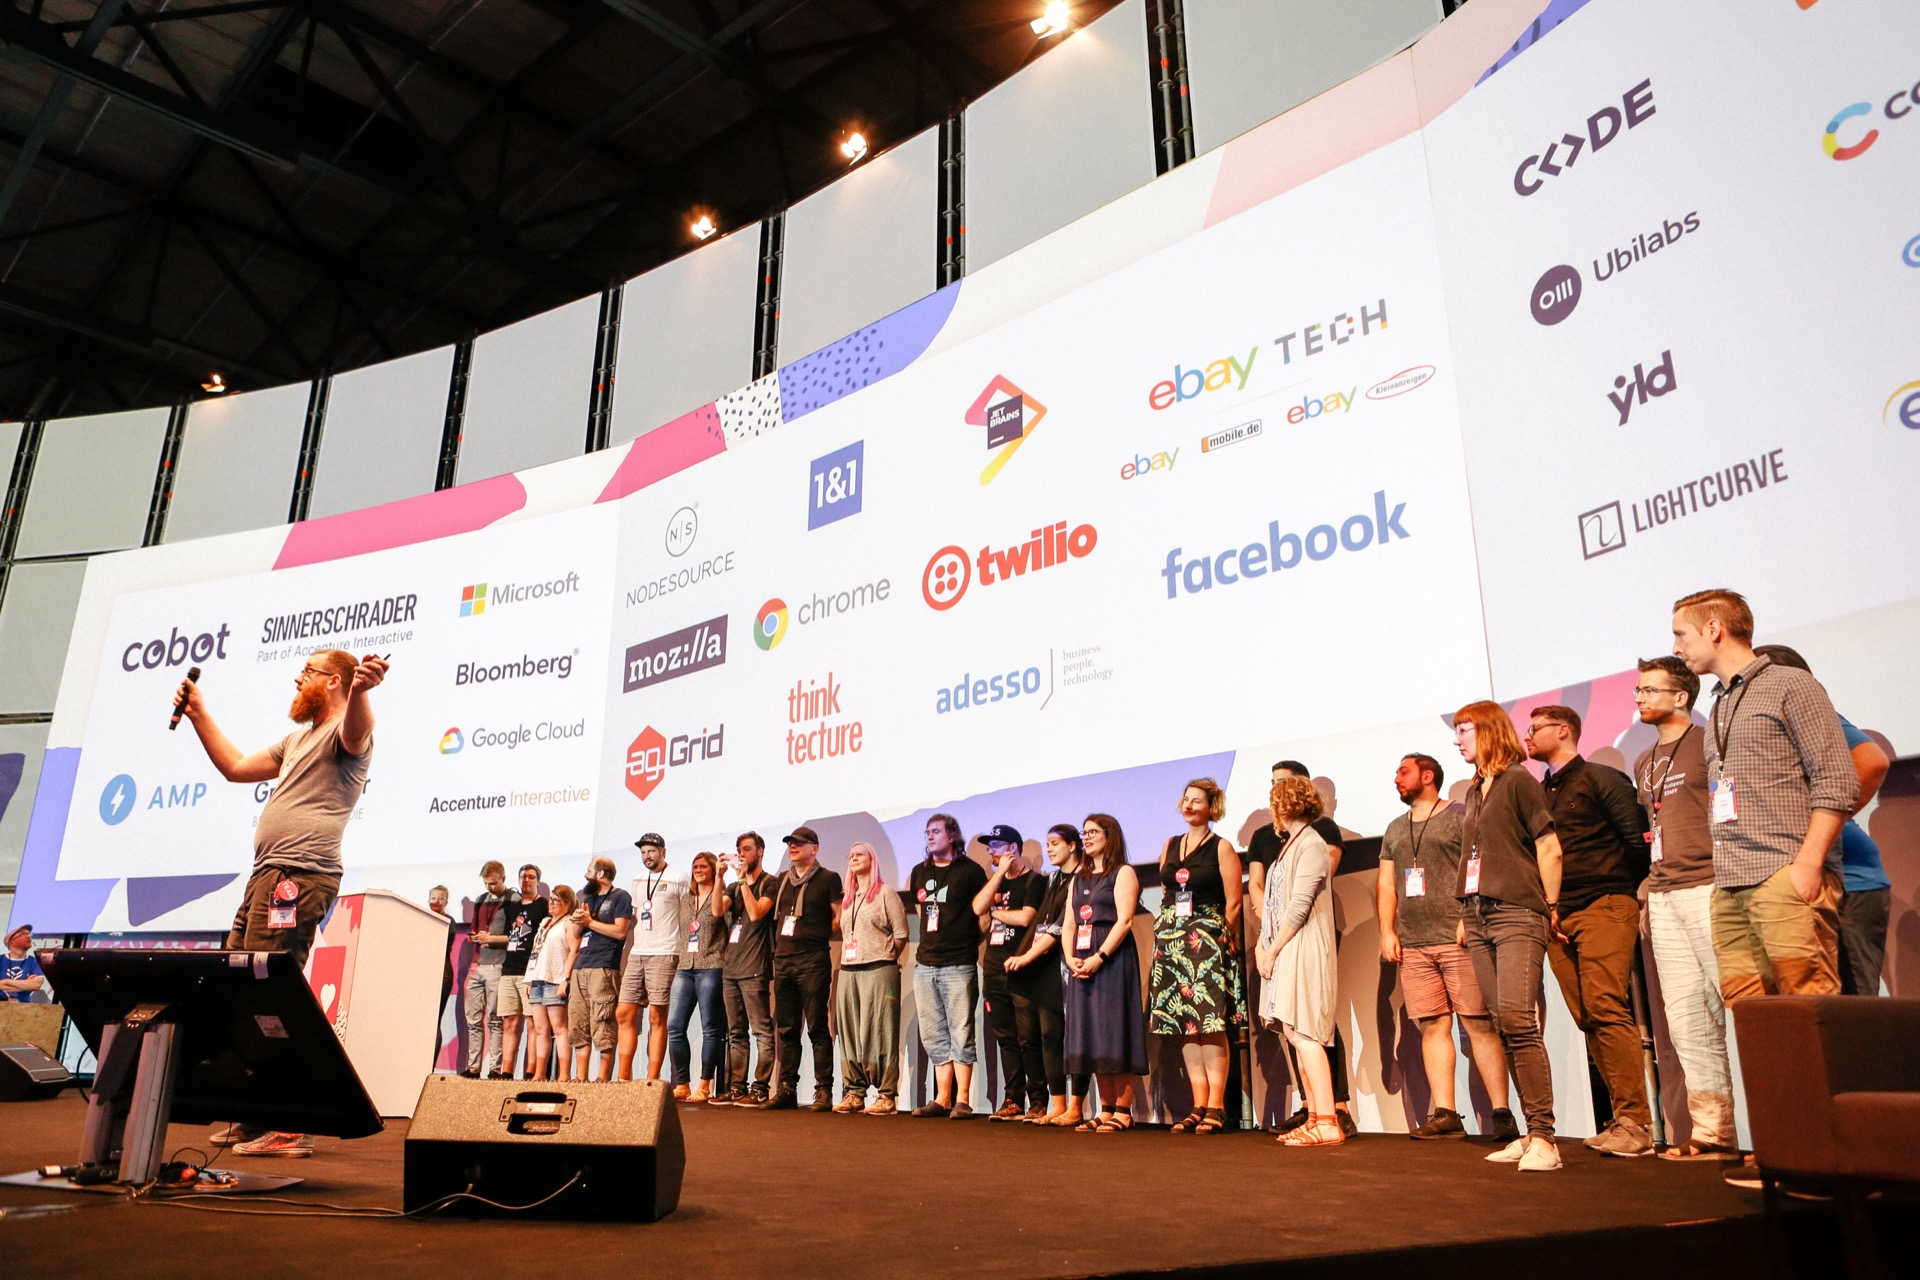 cobot
SINNERSCHRADER
Part of Accenture Interactive
AMP
Microsoft
Bloomberg®
Google Cloud
Accenture Interactive
N|S
NODESOURCE
moz://a
ag Grid
1&1
chrome
think
tecture
JET
BRAINS
twilio
adesso
business.
people.
technology.
ebay TECH
ebay
mobile.de
ebay
Kleinanzeigen
facebook
C<>DE
Ubilabs
yld
LIGHTCURVE